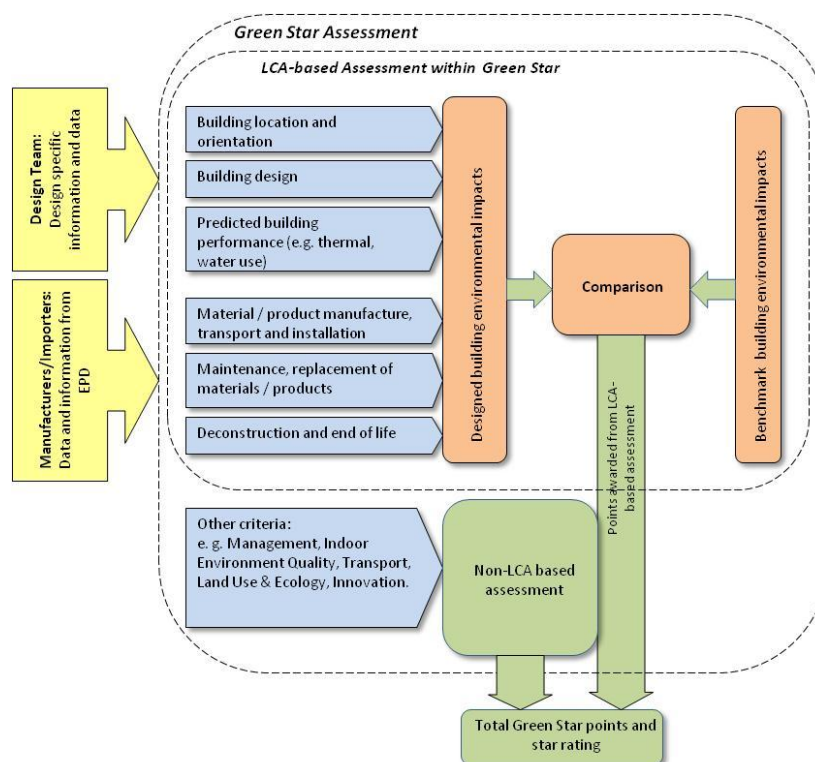 Green Star Assessment
LCA-based Assessment within Green Star
Design Team:
Design specific
information and data
Manufacturers/Importers:
Data and information from
EPD
Building location and
orientation
Building design
Predicted building
performance (e.g. thermal,
water use)
Material / product manufacture,
transport and installation
Maintenance, replacement of
materials / products
Deconstruction and end of life
Designed building environmental impacts
Comparison
Benchmark building environmental impacts
Points awarded from LCA-
based assessment
Other criteria:
e. g. Management, Indoor
Environment Quality, Transport,
Land Use & Ecology, Innovation.
Non-LCA based
assessment
Total Green Star points and
star rating